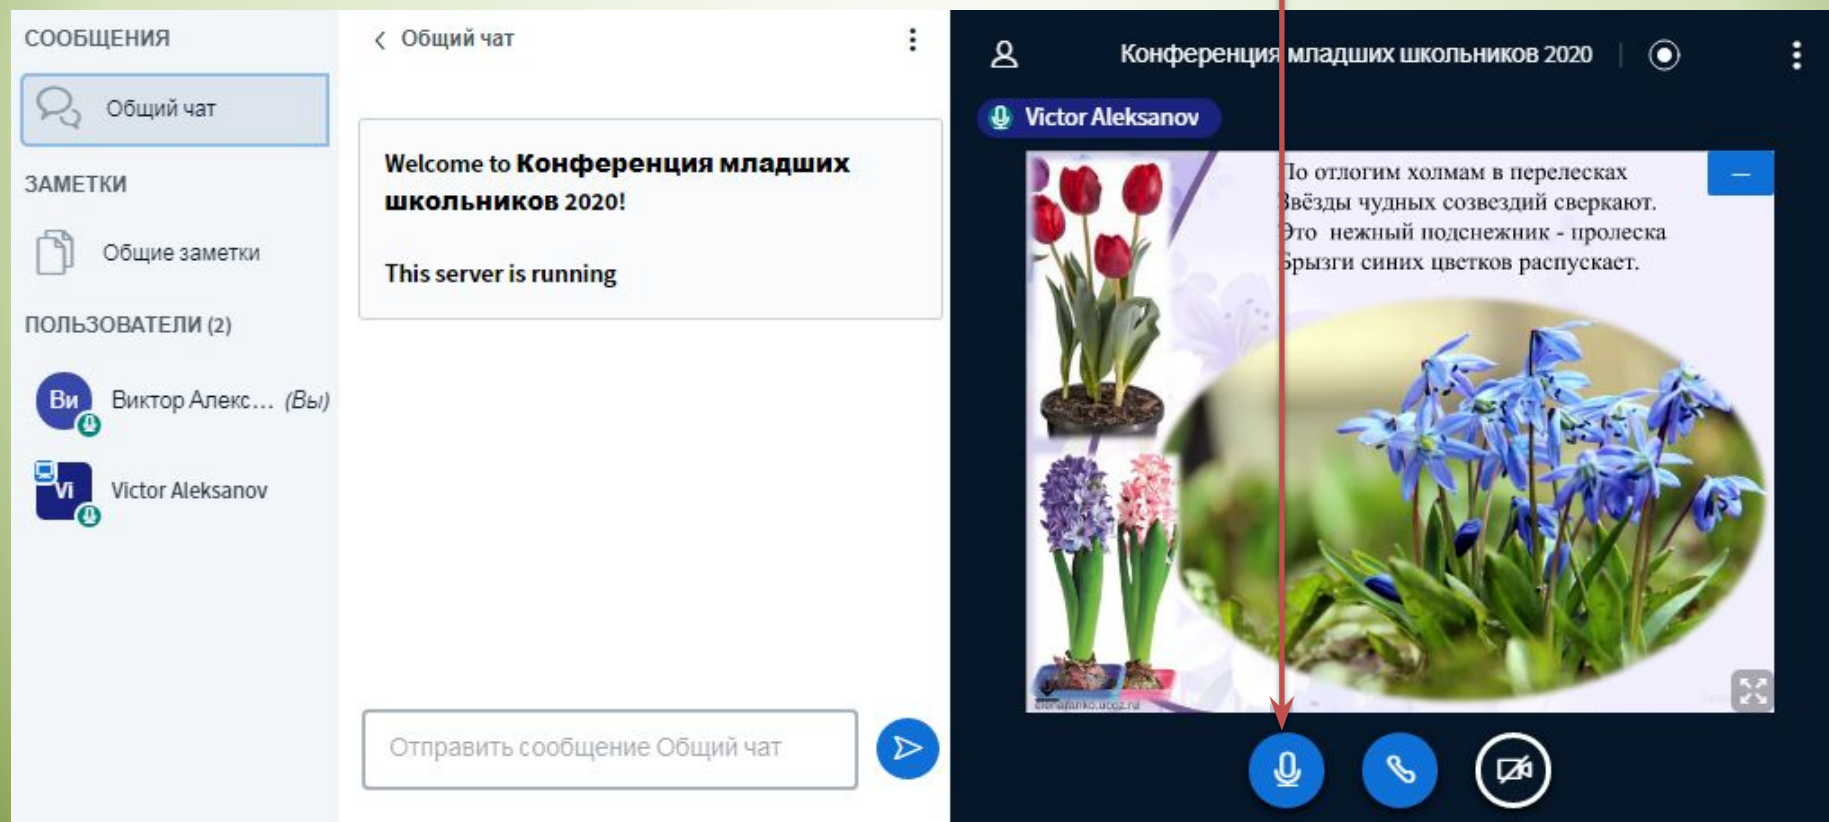 СООБЩЕНИЯ
Общий чат
ЗАМЕТКИ
Общие заметки
ПОЛЬЗОВАТЕЛИ (2)
Ви
Виктор Алекс... (Вы)
Vi
Victor Aleksanov
Общий чат
Welcome to Конференция младших
школьников 2020!
This server is running
Отправить сообщение Общий чат
Конференция младших школьников 2020
Victor Aleksanov
По отлогим холмам в перелесках
Звёзды чудных созвездий сверкают.
Это нежный подснежник - пролеска
Брызги синих цветков распускает.